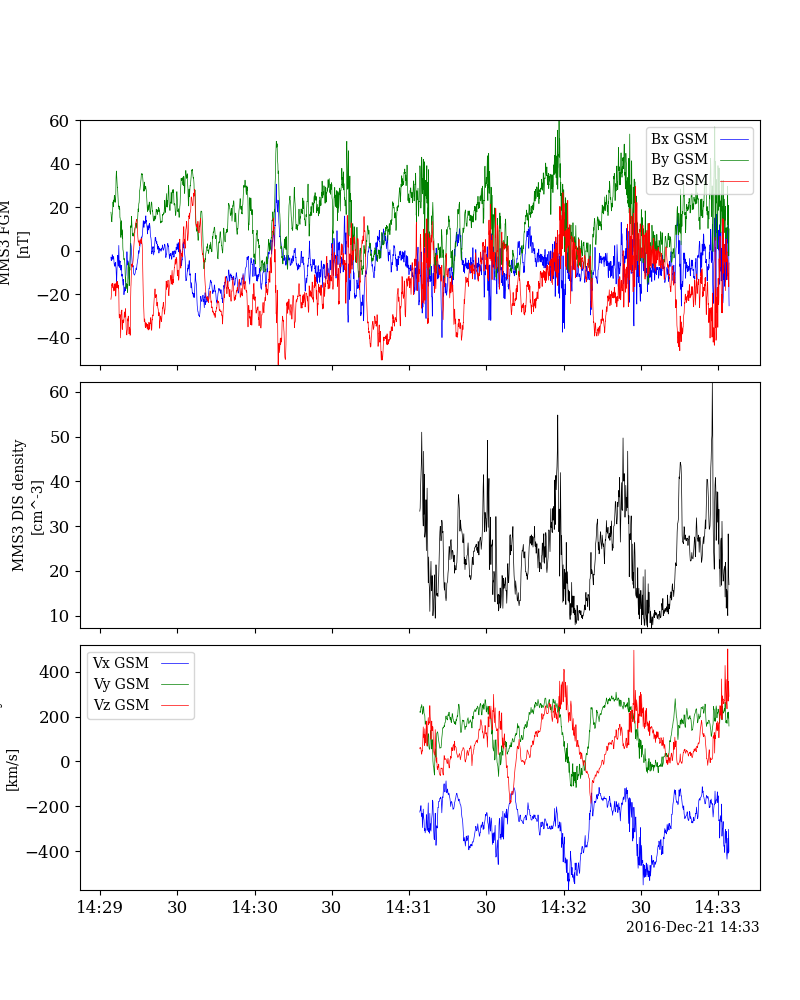 60
40
20
0
−20
−40
MMS3 FGM
[nT]
Bx GSM
By GSM
Bz GSM
60
50
40
30
20
10
MMS3 DIS density
[cm^-3]
400
200
0
−200
−400
[km/s]
Vx GSM
Vy GSM
Vz GSM
14:29 30 14:30 30 14:31 30 14:32 30 14:33
2016-Dec-21 14:33